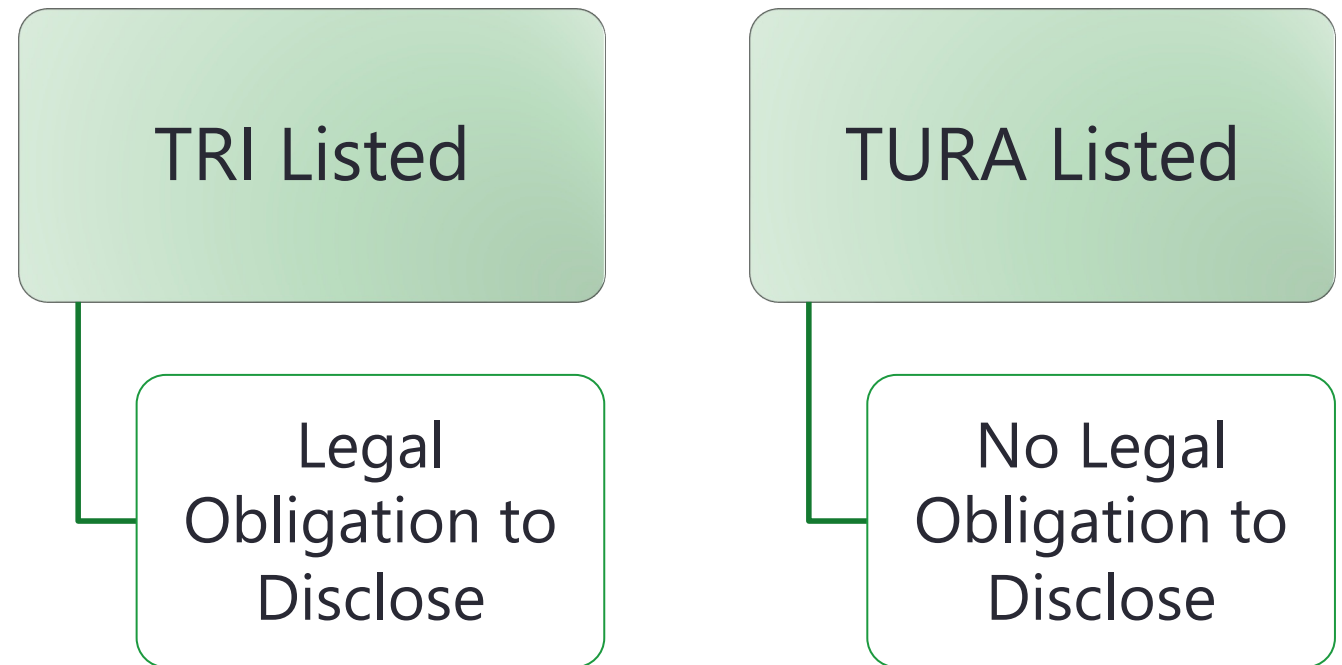 TRI Listed
Legal
Obligation to
Disclose
TURA Listed
No Legal
Obligation to
Disclose